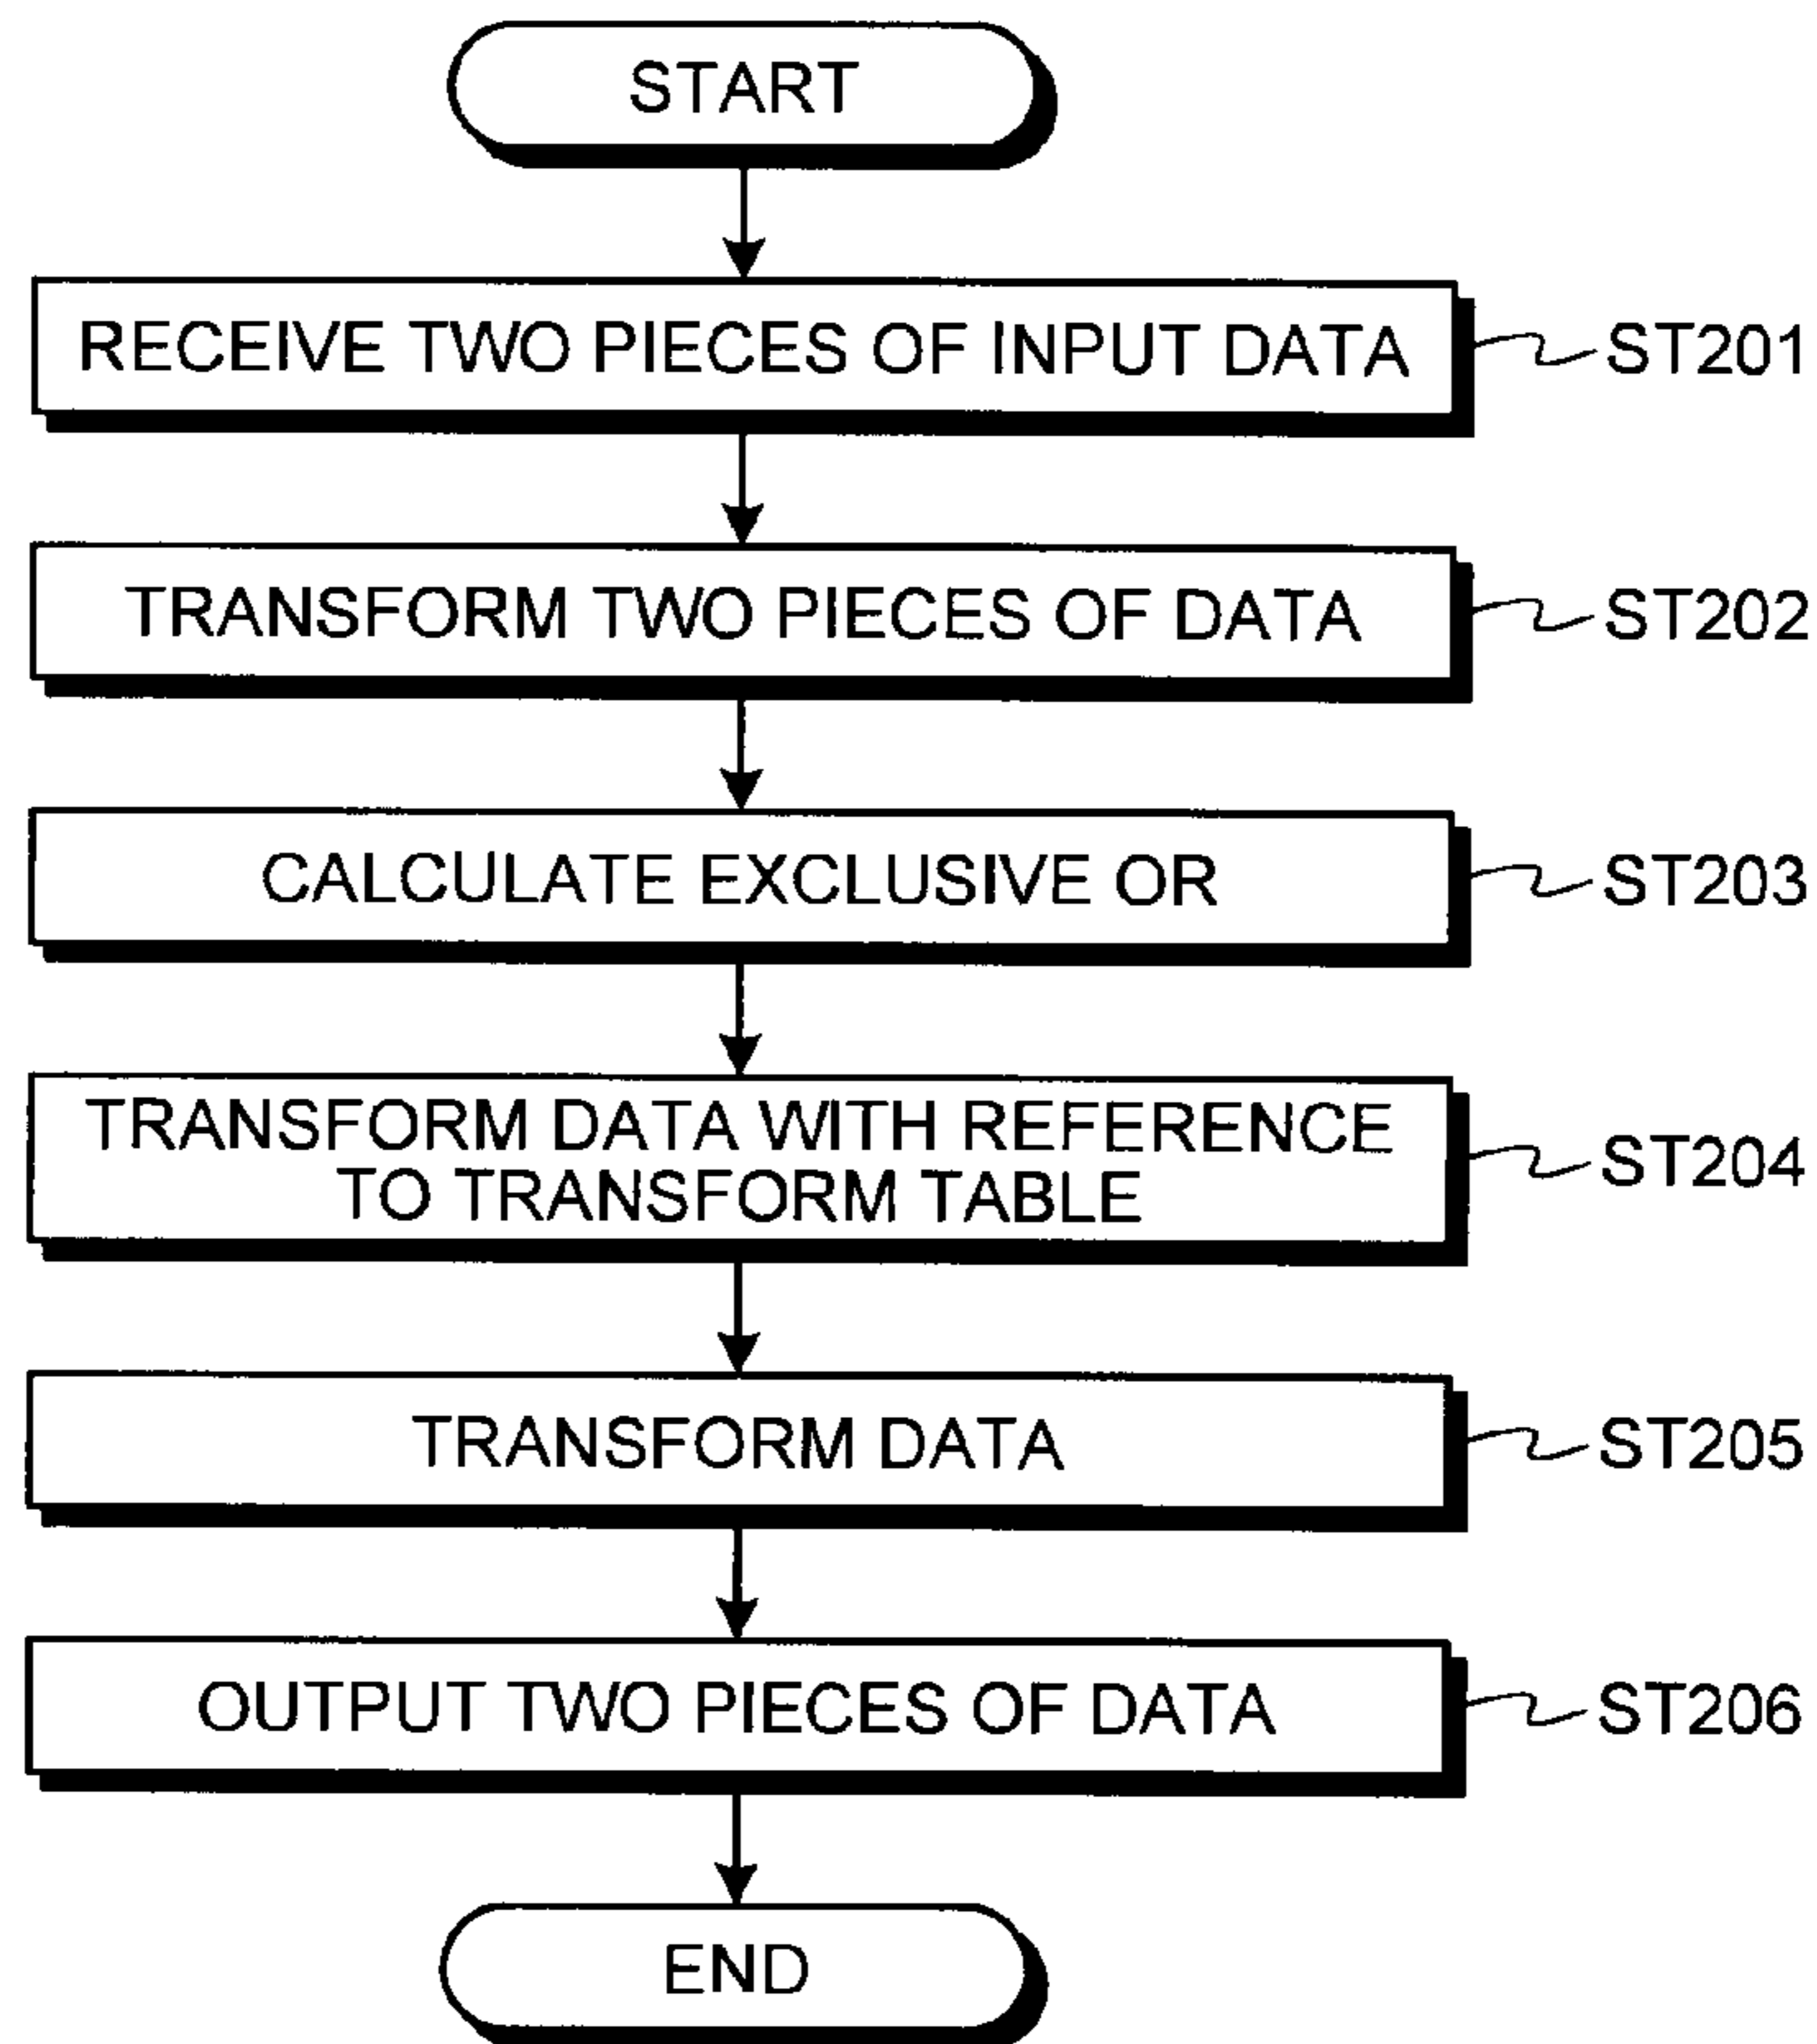 START
RECEIVE TWO PIECES OF INPUT DATA
ST201
TRANSFORM TWO PIECES OF DATA
ST202
CALCULATE EXCLUSIVE OR
ST203
TRANSFORM DATA WITH REFERENCE
TO TRANSFORM TABLE
ST204
TRANSFORM DATA
ST205
OUTPUT TWO PIECES OF DATA
ST206
END